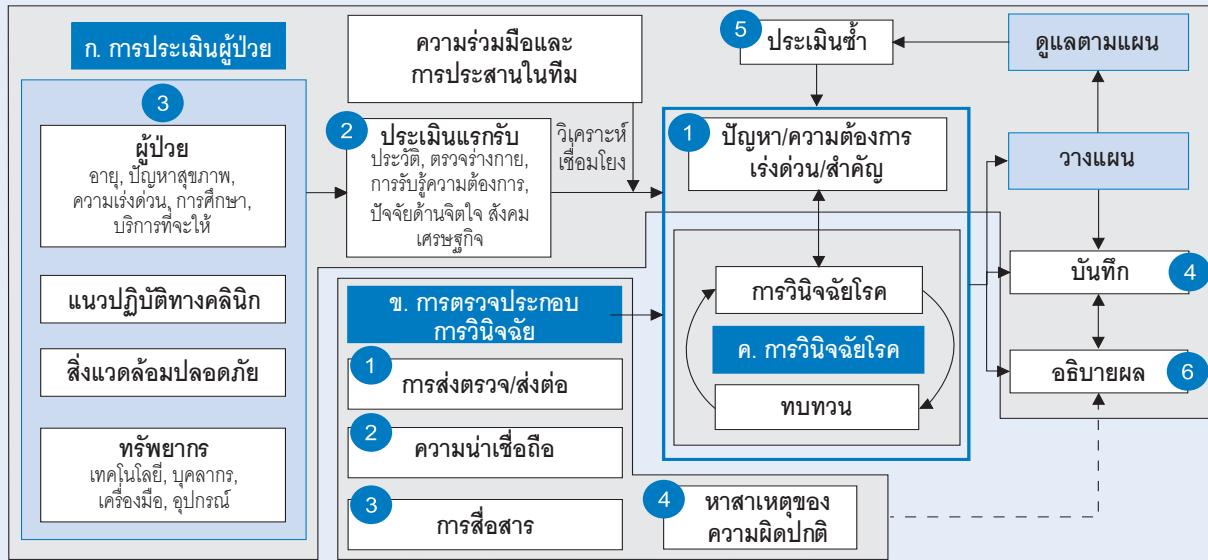 ก. การประเมินผู้ป่วย
3
ผู้ป่วย
อายุ, ปัญหาสุขภาพ,
ความเร่งด่วน, การศึกษา,
บริการที่จะให้
แนวปฏิบัติทางคลินิก
สิ่งแวดล้อมปลอดภัย
ทรัพยากร
เทคโนโลยี, บุคลากร,
เครื่องมือ, อุปกรณ์
ความร่วมมือและ
การประสานในทีม
2
ประเมินแรกรับ
ประวัติ, ตรวจร่างกาย,
การรับรู้ความต้องการ,
ปัจจัยด้านจิตใจ สังคม
เศรษฐกิจ
วิเคราะห์
เชื่อมโยง
5
ประเมินซ้ำ
ดูแลตามแผน
1
ปัญหา/ความต้องการ
เร่งด่วน/สำคัญ
วางแผน
ข. การตรวจประกอบ
การวินิจฉัย
1
การส่งตรวจ/ส่งต่อ
2
ความน่าเชื่อถือ
3
การสื่อสาร
4
หาสาเหตุของ
ความผิดปกติ
การวินิจฉัยโรค
ค. การวินิจฉัยโรค
ทบทวน
บันทึก
4
อธิบายผล
6